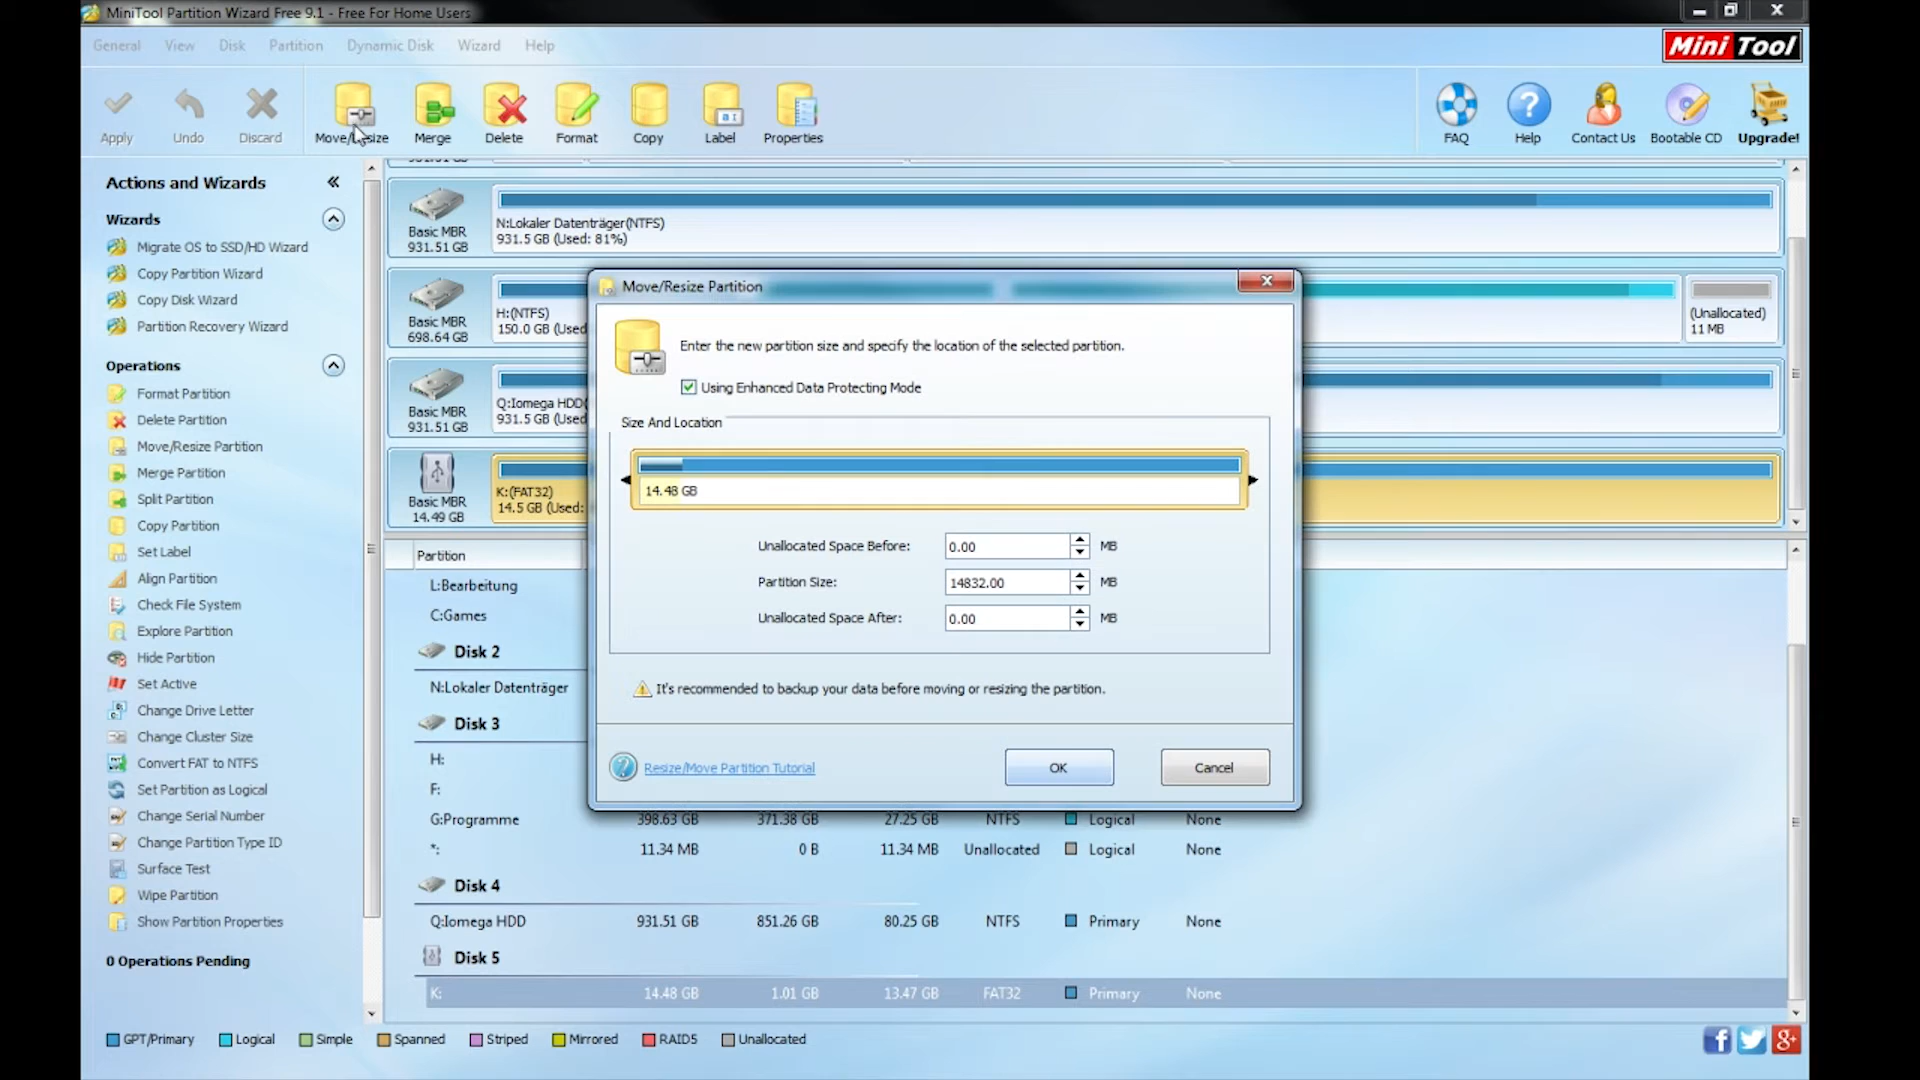 MiniTool Partition Wizard Free 9.1 - Free For Home Users
General View Disk Partition Dynamic Disk Wizard Help
Mini Tool
Apply Undo Discard Move/Resize Merge Delete Format Copy Label Properties FAQ Help Contact Us Bootable CD Upgrade!
Actions and Wizards
Wizards
Migrate OS to SSD/HD Wizard
Copy Partition Wizard
Copy Disk Wizard
Partition Recovery Wizard
Operations
Format Partition
Delete Partition
Move/Resize Partition
Merge Partition
Split Partition
Copy Partition
Set Label
Align Partition
Check File System
Explore Partition
Hide Partition
Set Active
Change Drive Letter
Change Cluster Size
Convert FAT to NTFS
Set Partition as Logical
Change Serial Number
Change Partition Type ID
Surface Test
Wipe Partition
Show Partition Properties
0 Operations Pending
Basic MBR
931.51 GB
N:Lokaler Datenträger(NTFS)
931.5 GB (Used: 81%)
Basic MBR
698.64 GB
H:(NTFS)
150.0 GB (Used
(Unallocated)
11 MB
Basic MBR
931.51 GB
Q:Iomega HDD(
931.5 GB (Used
Basic MBR
14.49 GB
K:(FAT32)
14.5 GB (Used:
Move/Resize Partition
Enter the new partition size and specify the location of the selected partition.
Using Enhanced Data Protecting Mode
Size And Location
14.48 GB
Unallocated Space Before: 0.00 MB
Partition Size: 14832.00 MB
Unallocated Space After: 0.00 MB
It's recommended to backup your data before moving or resizing the partition.
Resize/Move Partition Tutorial
OK
Cancel
Partition
L:Bearbeitung
C:Games
Disk 2
N:Lokaler Datenträger
Disk 3
H:
F:
G:Programme 398.63 GB 371.38 GB 27.25 GB NTFS Logical None
*: 11.34 MB 0 B 11.34 MB Unallocated Logical None
Disk 4
Q:Iomega HDD 931.51 GB 851.26 GB 80.25 GB NTFS Primary None
Disk 5
K: 14.48 GB 1.01 GB 13.47 GB FAT32 Primary None
GPT/Primary Logical Simple Spanned Striped Mirrored RAID5 Unallocated